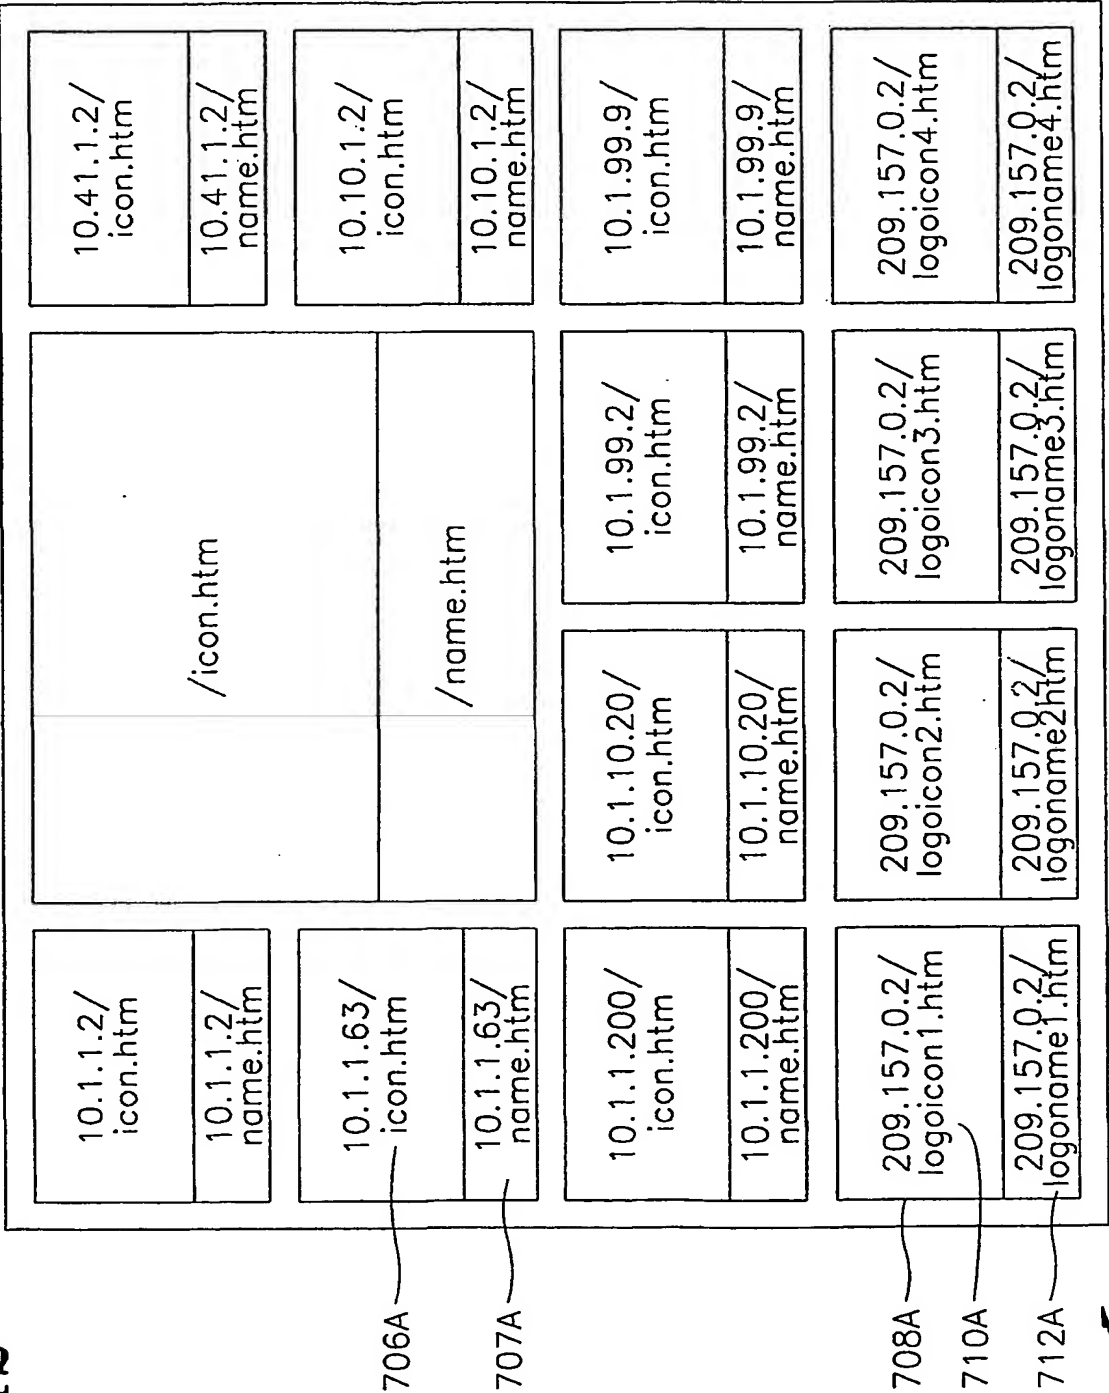 10.1.1.2/
icon.htm
10.1.1.2/
name.htm
/icon.htm
/name.htm
10.41.1.2/
icon.htm
10.41.1.2/
name.htm
706A
707A
10.1.1.63/
icon.htm
10.1.1.63/
name.htm
10.10.1.2/
icon.htm
10.10.1.2/
name.htm
10.1.1.200/
icon.htm
10.1.1.200/
name.htm
10.1.10.20/
icon.htm
10.1.10.20/
name.htm
10.1.99.2/
icon.htm
10.1.99.2/
name.htm
10.1.99.9/
icon.htm
10.1.99.9/
name.htm
708A
710A
712A
209.157.0.2/
logoicon1.htm
209.157.0.2/
logoname1.htm
209.157.0.2/
logoicon2.htm
209.157.0.2/
logoname2htm
209.157.0.2/
logoicon3.htm
209.157.0.2/
logoname3.htm
209.157.0.2/
logoicon4.htm
209.157.0.2/
logoname4.htm